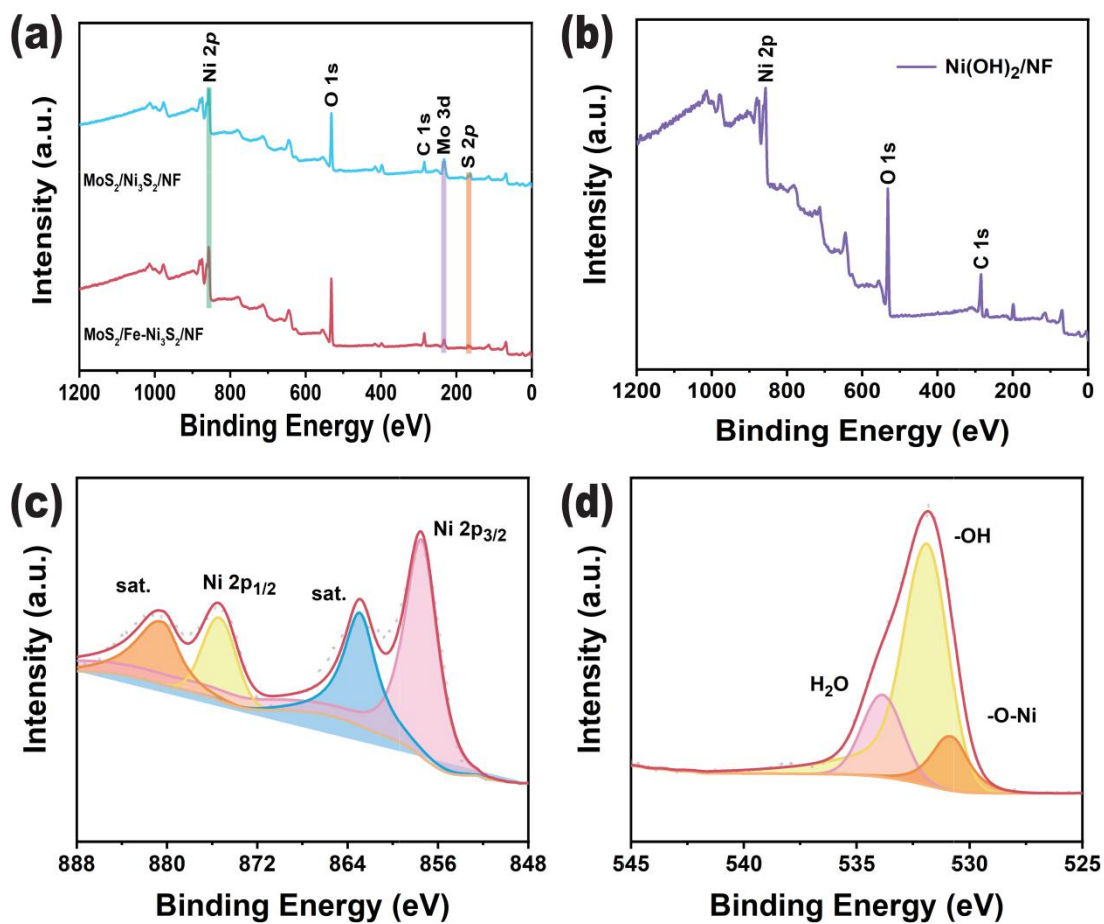 (a)
Intensity (a.u.)
Ni 2p
O 1s
C 1s
Mo 3d
S 2p
MoS₂/Ni₃S₂/NF
MoS₂/Fe-Ni₃S₂/NF
1200 1000 800 600 400 200 0
Binding Energy (eV)
(b)
Intensity (a.u.)
Ni 2p
O 1s
C 1s
Ni(OH)₂/NF
1200 1000 800 600 400 200 0
Binding Energy (eV)
(c)
Intensity (a.u.)
sat.
Ni 2p₁/₂
sat.
Ni 2p₃/₂
888 880 872 864 856 848
Binding Energy (eV)
(d)
Intensity (a.u.)
-OH
H₂O
-O-Ni
545 540 535 530 525
Binding Energy (eV)